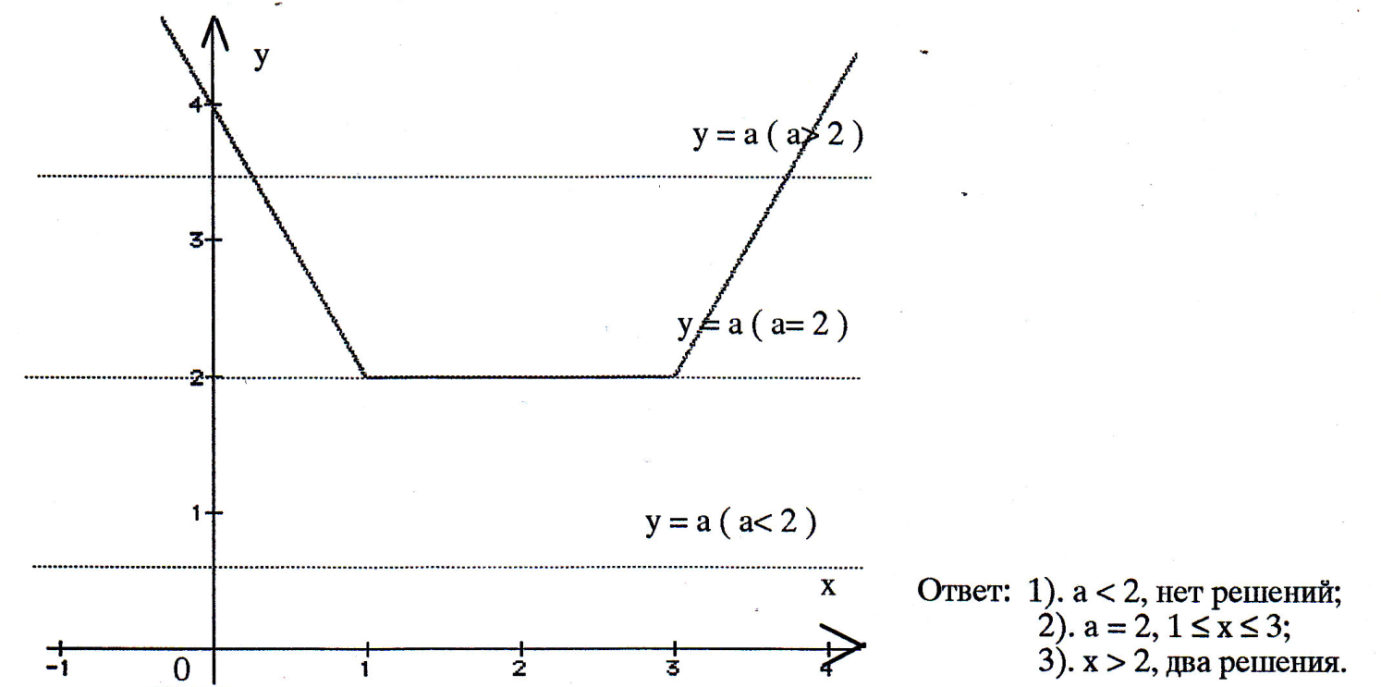 y
4
y = a ( a> 2 )
3
y = a ( a= 2 )
2
1
y = a ( a< 2 )
x
-1 0 1 2 3 4
Ответ: 1). a < 2, нет решений;
2). a = 2, 1 ≤ x ≤ 3;
3). x > 2, два решения.